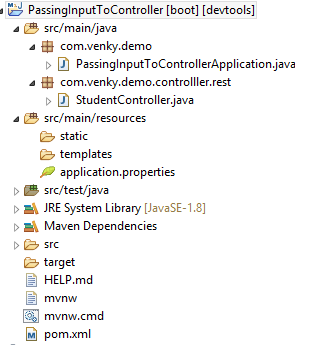 PassingInputToController [boot] [devtools]
src/main/java
com.venky.demo
PassingInputToControllerApplication.java
com.venky.demo.controlller.rest
StudentController.java
src/main/resources
static
templates
application.properties
src/test/java
JRE System Library [JavaSE-1.8]
Maven Dependencies
src
target
HELP.md
mvnw
mvnw.cmd
pom.xml